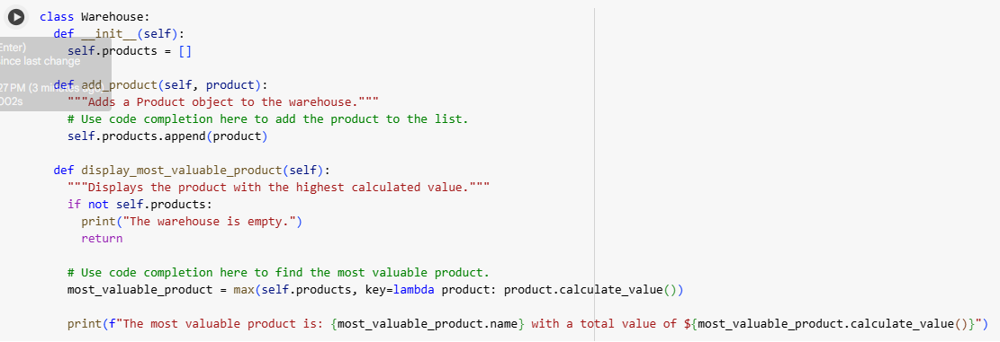 class Warehouse:
def __init__(self):
Enter)
self.products = []
since last change
def add_product(self, product):
27 PM (3 minutes ago)
"""Adds a Product object to the warehouse."""
002s
# Use code completion here to add the product to the list.
self.products.append(product)
def display_most_valuable_product(self):
"""Displays the product with the highest calculated value."""
if not self.products:
print("The warehouse is empty.")
return
# Use code completion here to find the most valuable product.
most_valuable_product = max(self.products, key=lambda product: product.calculate_value())
print(f"The most valuable product is: {most_valuable_product.name} with a total value of ${most_valuable_product.calculate_value()}")